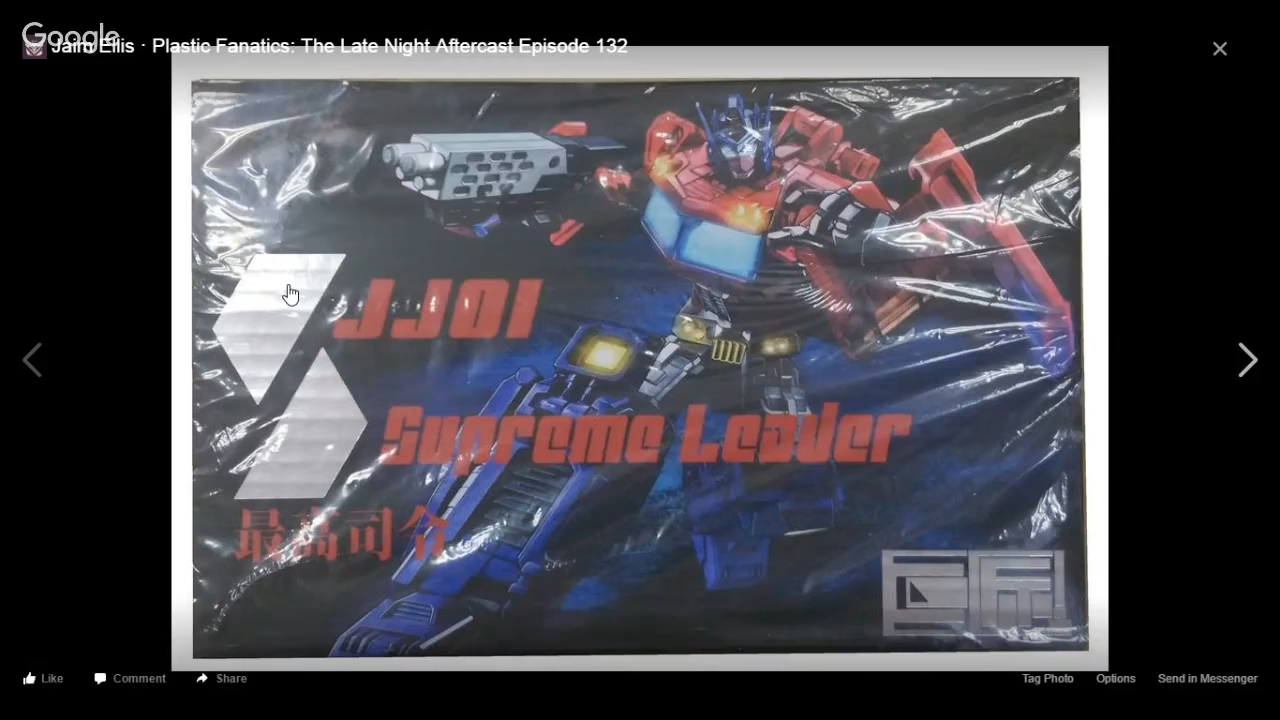 Google
Jaim Ellis · Plastic Fanatics: The Late Night Aftercast Episode 132
JJ01
Supreme Leader
最高司令
Like
Comment
Share
Tag Photo
Options
Send in Messenger